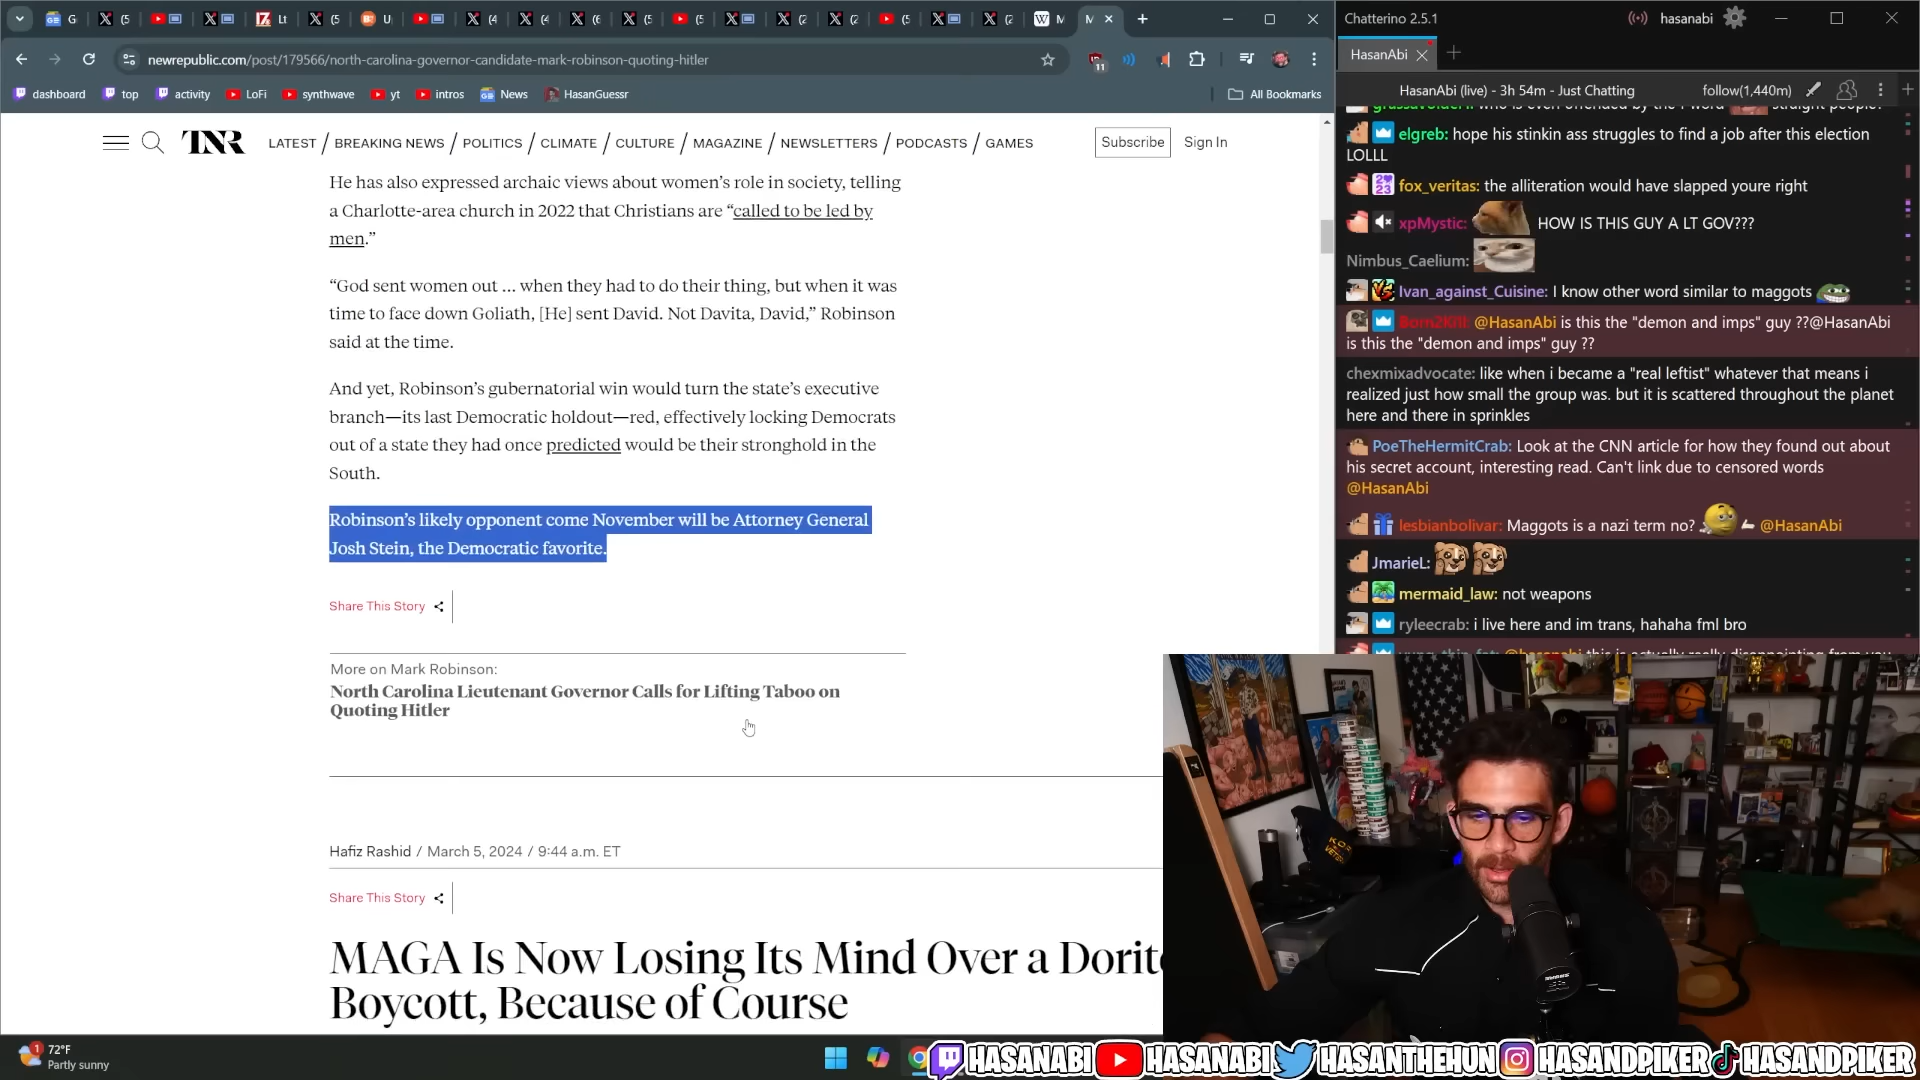 newrepublic.com/post/179566/north-carolina-governor-candidate-mark-robinson-quoting-hitler
11
dashboard
top
activity
LoFi
synthwave
yt
intros
News
HasanGuessr
All Bookmarks
TNR
LATEST / BREAKING NEWS / POLITICS / CLIMATE / CULTURE / MAGAZINE / NEWSLETTERS / PODCASTS / GAMES
Subscribe
Sign In
He has also expressed archaic views about women’s role in society, telling
a Charlotte-area church in 2022 that Christians are “called to be led by
men.”
“God sent women out ... when they had to do their thing, but when it was
time to face down Goliath, [He] sent David. Not Davita, David,” Robinson
said at the time.
And yet, Robinson’s gubernatorial win would turn the state’s executive
branch—its last Democratic holdout—red, effectively locking Democrats
out of a state they had once predicted would be their stronghold in the
South.
Robinson’s likely opponent come November will be Attorney General
Josh Stein, the Democratic favorite.
Share This Story
More on Mark Robinson:
North Carolina Lieutenant Governor Calls for Lifting Taboo on
Quoting Hitler
Hafiz Rashid / March 5, 2024 / 9:44 a.m. ET
Share This Story
MAGA Is Now Losing Its Mind Over a Dorit
Boycott, Because of Course
1
72°F
Partly sunny
Chatterino 2.5.1
hasanabi
HasanAbi
HasanAbi (live) - 3h 54m - Just Chatting
follow(1,440m)
elgreb: hope his stinkin ass struggles to find a job after this election
LOLLL
fox_veritas: the alliteration would have slapped youre right
xpMystic: HOW IS THIS GUY A LT GOV???
Nimbus_Caelium:
Ivan_against_Cuisine: I know other word similar to maggots
Born2Kill: @HasanAbi is this the "demon and imps" guy ??@HasanAbi
is this the "demon and imps" guy ??
chexmixadvocate: like when i became a "real leftist" whatever that means i
realized just how small the group was. but it is scattered throughout the planet
here and there in sprinkles
PoeTheHermitCrab: Look at the CNN article for how they found out about
his secret account, interesting read. Can't link due to censored words
@HasanAbi
lesbianbolivar: Maggots is a nazi term no? @HasanAbi
JmarieL:
mermaid_law: not weapons
ryleecrab: i live here and im trans, hahaha fml bro
HASANABI HASANABI HASANTHEHUN HASANDPIKER HASANDPIKER